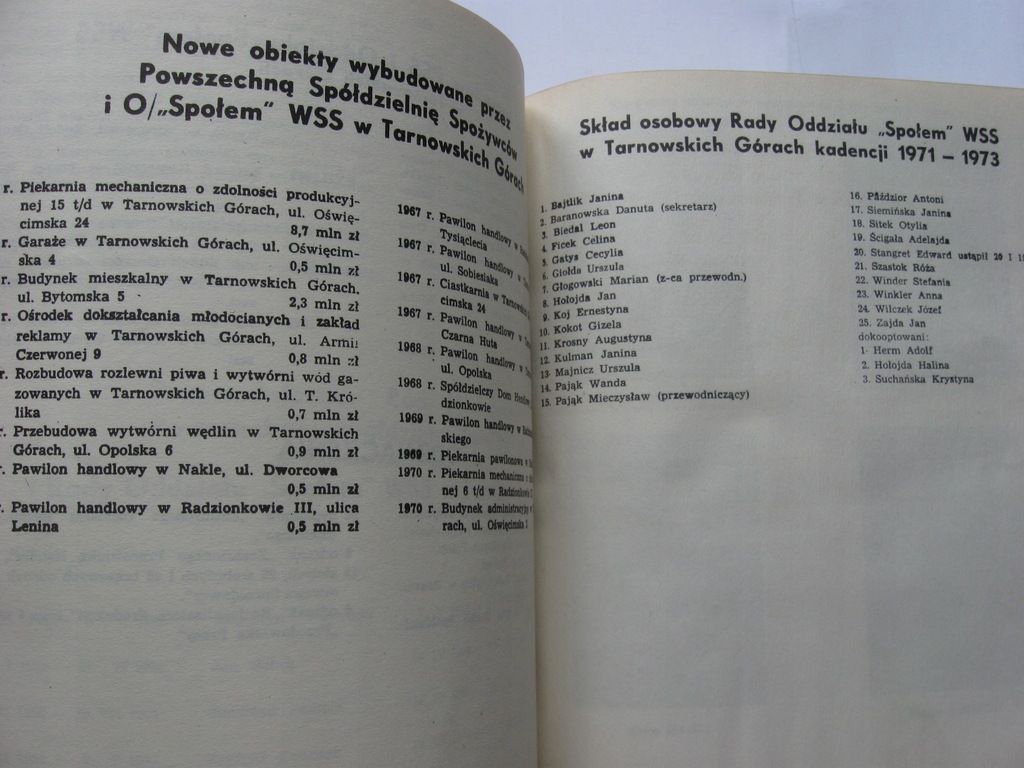 Nowe obiekty wybudowane przez
Powszechną Spółdzielnię Spożywców
i O/„Społem" WSS w Tarnowskich Górach
r. Piekarnia mechaniczna o zdolności produkcyj-
nej 15 t/d w Tarnowskich Górach, ul. Oświę-
cimska 24 8,7 mln zł
r. Garaże w Tarnowskich Górach, ul. Oświęcim-
ska 4 0,5 mln zł
r. Budynek mieszkalny w Tarnowskich Górach,
ul. Bytomska 5 2,3 mln zł
r. Ośrodek dokształcania młodocianych i zakład
reklamy w Tarnowskich Górach, ul. Armii
Czerwonej 9 0,8 mln zł
r. Rozbudowa rozlewni piwa i wytwórni wód ga-
zowanych w Tarnowskich Górach, ul. T. Kró-
lika 0,7 mln zł
r. Przebudowa wytwórni wędlin w Tarnowskich
Górach, ul. Opolska 6 0,9 mln zł
r. Pawilon handlowy w Nakle, ul. Dworcowa
0,5 mln zł
r. Pawilon handlowy w Radzionkowie III, ulica
Lenina 0,5 mln zł
1967 r. Pawilon handlowy w
Tysiąclecia
1967 r. Pawilon handlowy w
ul. Sobieskiego
1967 r. Ciastkarnia w Tarnowskich
cimska 24
1967 r. Pawilon handlowy w
Czarna Huta
1968 r. Pawilon handlowy w
ul. Opolska
1968 r. Spółdzielczy Dom
dzionkowie
1969 r. Pawilon handlowy w
skiego
1969 r. Piekarnia pawilonowa w
1970 r. Piekarnia mechaniczna o
nej 6 t/d w Radzionkowie
1970 r. Budynek administracyjny
rach, ul. Oświęcimska
Skład osobowy Rady Oddziału „Społem" WSS
w Tarnowskich Górach kadencji 1971 – 1973
1. Bajtlik Janina
2. Baranowska Danuta (sekretarz)
3. Biedal Leon
4. Ficek Celina
5. Gatys Cecylia
6. Giołda Urszula
7. Głogowski Marian (z-ca przewodn.)
8. Hołojda Jan
9. Koj Ernestyna
10. Kokot Gizela
11. Krosny Augustyna
12. Kulman Janina
13. Majnicz Urszula
14. Pająk Wanda
15. Pająk Mieczysław (przewodniczący)
16. Paździor Antoni
17. Siemińska Janina
18. Sitek Otylia
19. Ścigała Adelajda
20. Stangret Edward ustąpił 20 1
21. Szastok Róża
22. Winder Stefania
23. Winkler Anna
24. Wilczek Józef
25. Zajda Jan
dokooptowani:
1. Herm Adolf
2. Hołojda Halina
3. Suchańska Krystyna